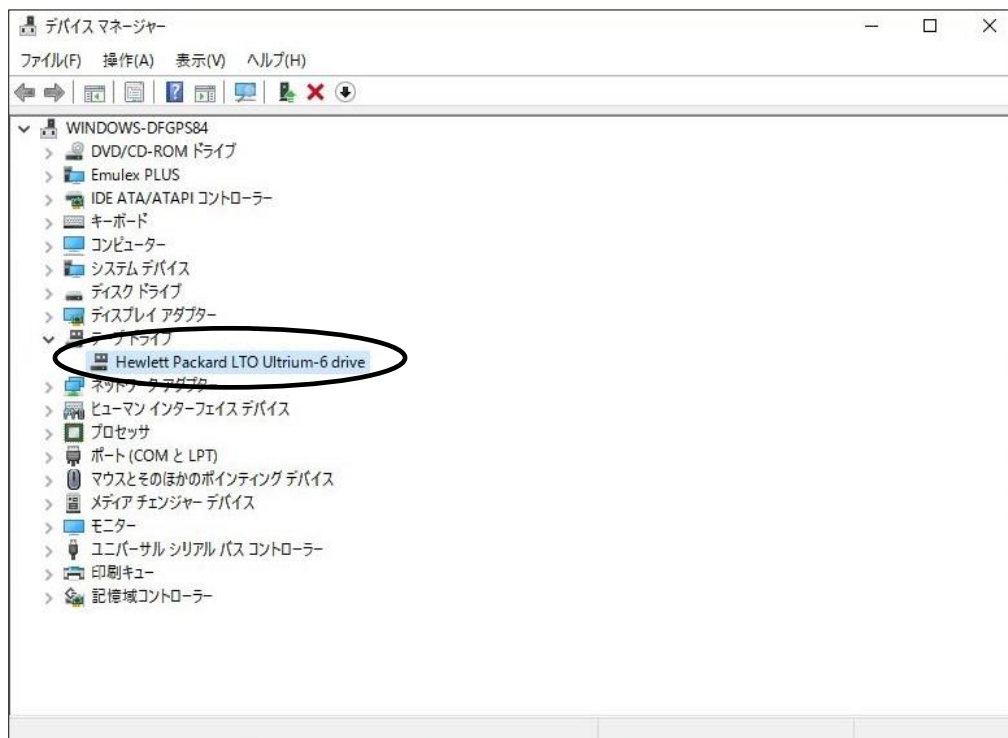 デバイス マネージャー
ファイル(F) 操作(A) 表示(V) ヘルプ(H)
WINDOWS-DFGPS84
DVD/CD-ROM ドライブ
Emulex PLUS
IDE ATA/ATAPI コントローラー
キーボード
コンピューター
システム デバイス
ディスク ドライブ
ディスプレイ アダプター
テープ ドライブ
Hewlett Packard LTO Ultrium-6 drive
ネットワーク アダプター
ヒューマン インターフェイス デバイス
プロセッサ
ポート (COM と LPT)
マウスとそのほかのポインティング デバイス
メディア チェンジャー デバイス
モニター
ユニバーサル シリアル バス コントローラー
印刷キュー
記憶域コントローラー